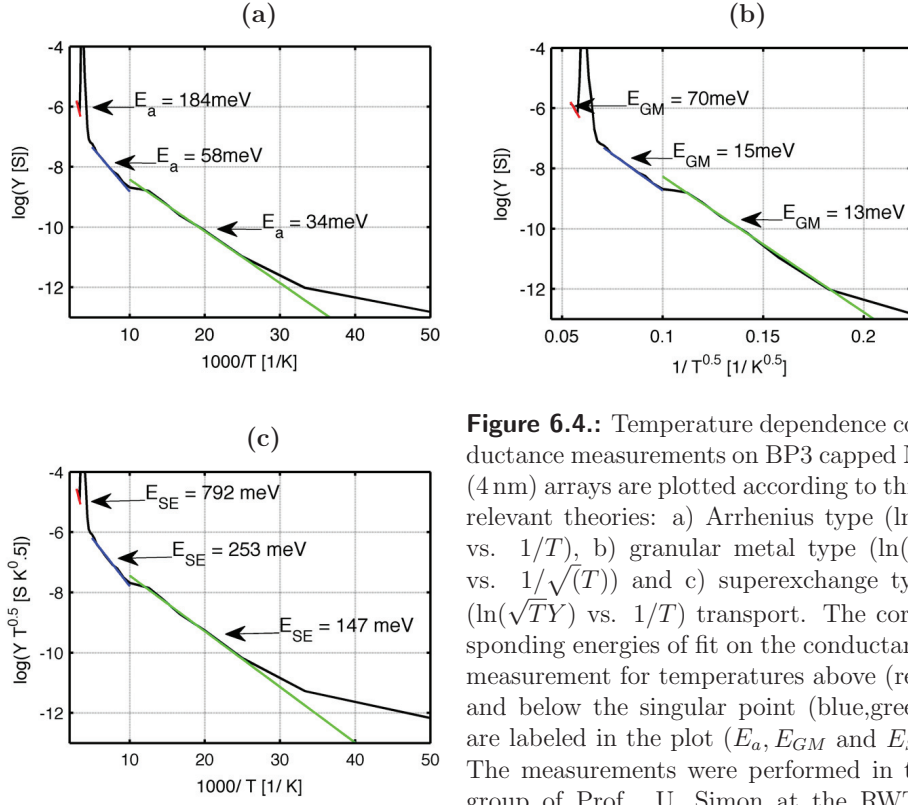 (a)
-4
-6
-8
-10
-12
log(Y [S])
E_a = 184meV
E_a = 58meV
E_a = 34meV
10 20 30 40 50
1000/T [1/K]
(b)
-4
-6
-8
-10
-12
log(Y [S])
E_GM = 70meV
E_GM = 15meV
E_GM = 13meV
0.05 0.1 0.15 0.2
1/ T^0.5 [1/ K^0.5]
(c)
-4
-6
-8
-10
-12
log(Y T^0.5 [S K^0.5])
E_SE = 792 meV
E_SE = 253 meV
E_SE = 147 meV
10 20 30 40 50
1000/ T [1/ K]
Figure 6.4.: Temperature dependence co
ductance measurements on BP3 capped
(4 nm) arrays are plotted according to
relevant theories: a) Arrhenius type (ln
vs. 1/T), b) granular metal type (ln(
vs. 1/√(T)) and c) superexchange
(ln(√TY) vs. 1/T) transport. The
sponding energies of fit on the
measurement for temperatures above
and below the singular point (blue,
are labeled in the plot (E_a, E_GM and
The measurements were performed in
group of Prof. U. Simon at the